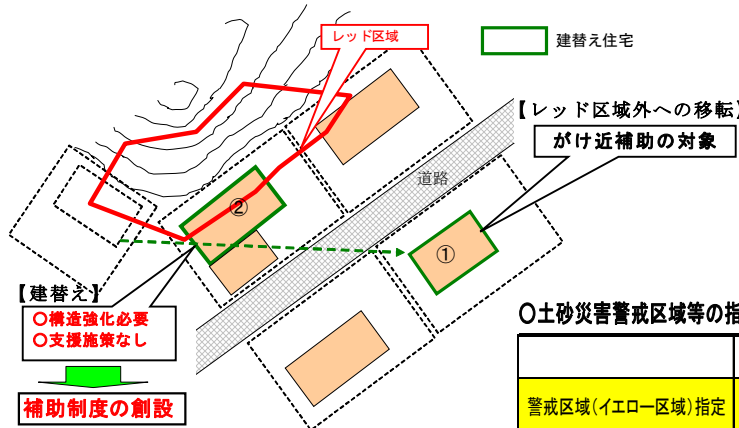 レッド区域
建替え住宅
【レッド区域外への移転】
がけ近補助の対象
道路
②
①
【建替え】
○構造強化必要
○支援施策なし
補助制度の創設
○土砂災害警戒区域等の指
警戒区域(イエロー区域)指定